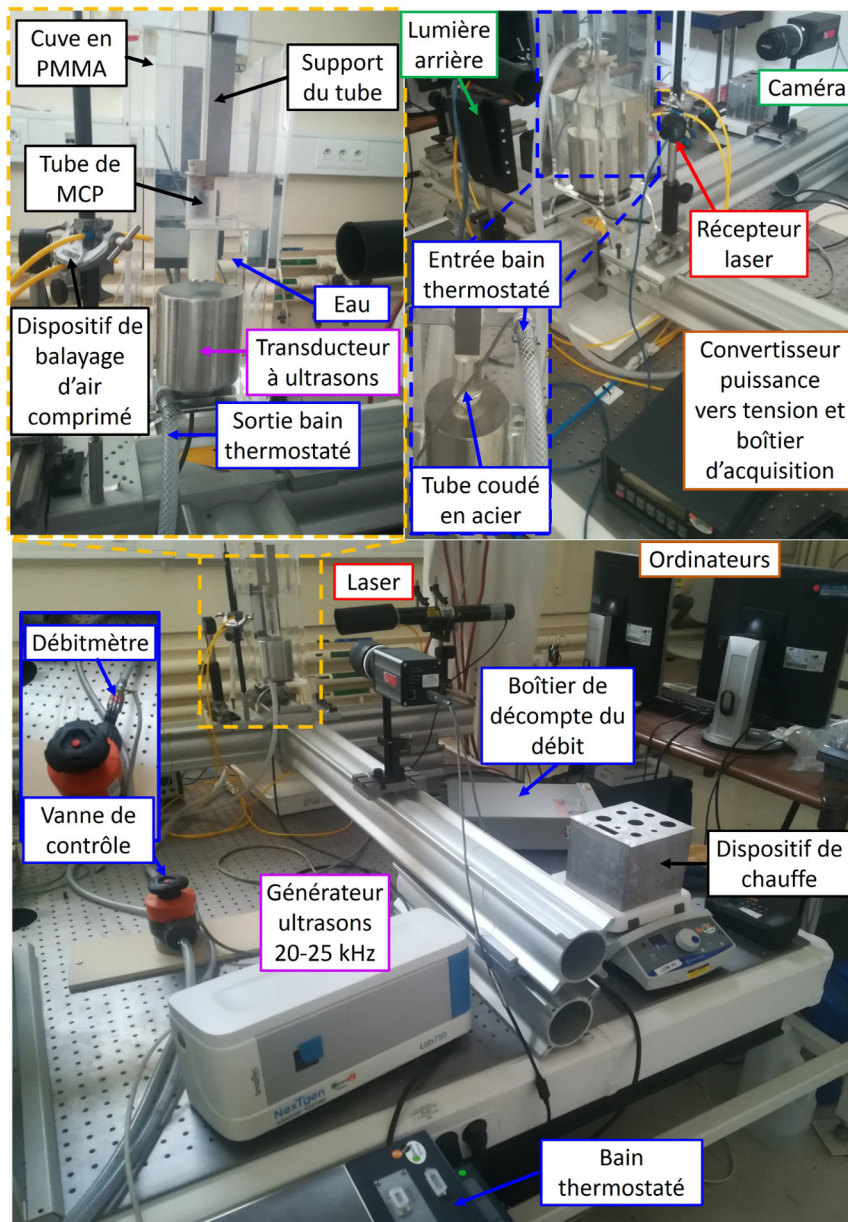 Cuve en
PMMA
Support
du tube
Tube de
MCP
Eau
Dispositif de
balayage
d'air
comprimé
Transducteur
à ultrasons
Sortie bain
thermostaté
Lumière
arrière
Caméra
Récepteur
laser
Entrée bain
thermostaté
Convertisseur
puissance
vers tension et
boîtier
d'acquisition
Tube coudé
en acier
Ordinateurs
Laser
Débitmètre
Boîtier de
décompte du
débit
Vanne de
contrôle
Dispositif de
chauffe
Générateur
ultrasons
20-25 kHz
Lab750
NexTgen
Bain
thermostaté